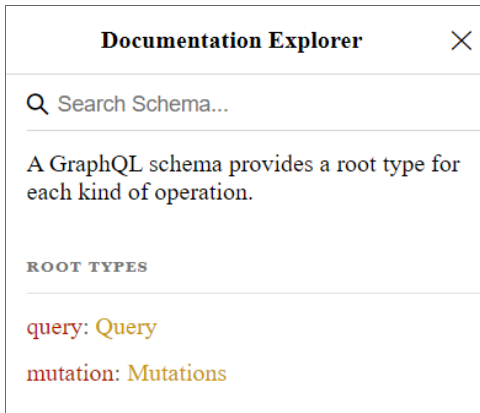 Documentation Explorer
Search Schema...
A GraphQL schema provides a root type for
each kind of operation.
ROOT TYPES
query: Query
mutation: Mutations